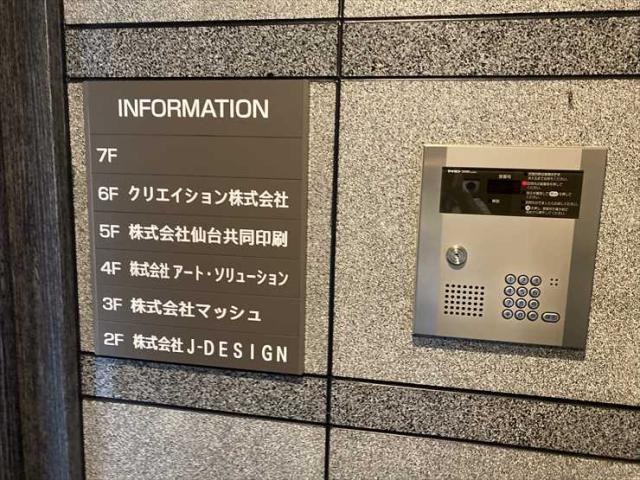 INFORMATION
7F
6F クリエイション株式会社
5F 株式会社仙台共同印刷
4F 株式会社 アート・ソリューション
3F 株式会社マッシュ
2F 株式会社 J-DESIGN